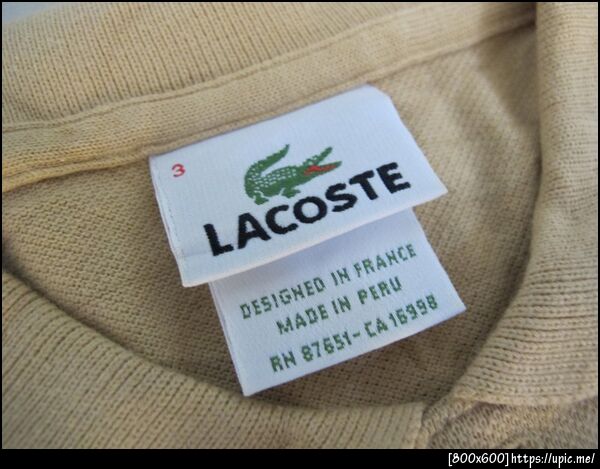 3
LACOSTE
DESIGNED IN FRANCE
MADE IN PERU
RN 87651-CA 16998
[800x600]https://upic.me/